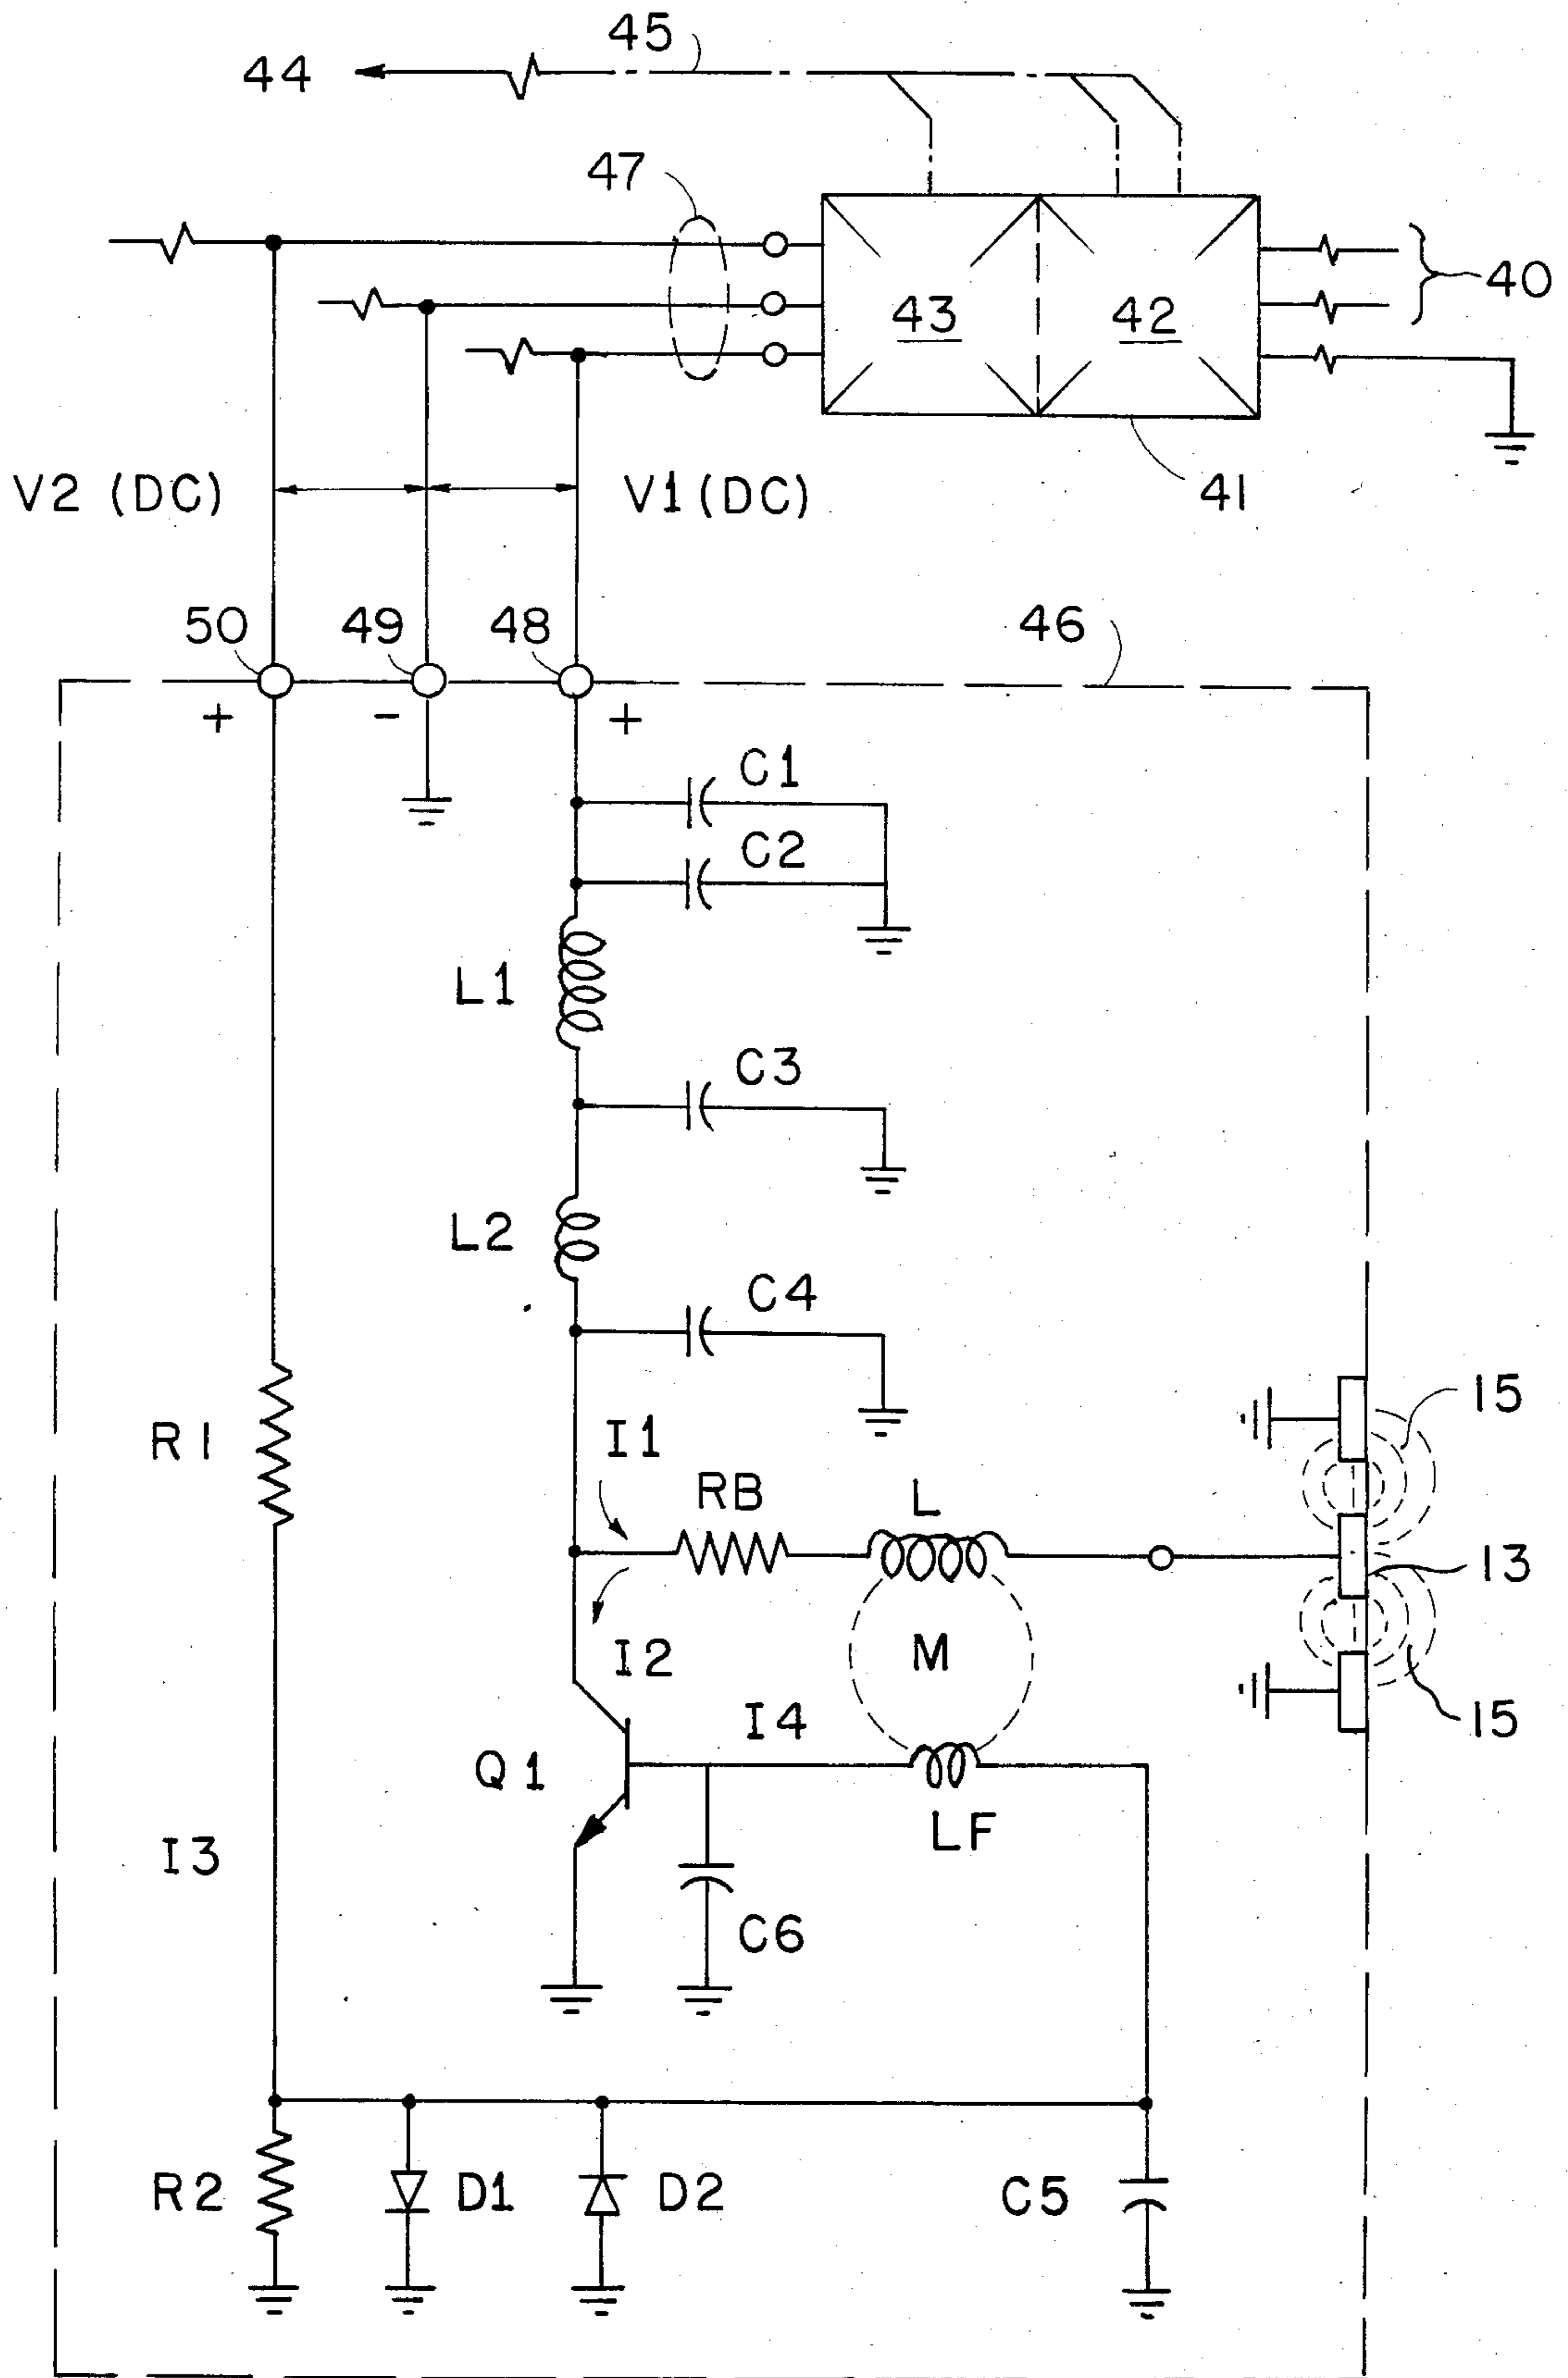 45
44
47
40
43
42
V2 (DC)
V1 (DC)
41
50
49
48
46
+
-
+
C1
C2
L1
C3
L2
C4
15
R1
I1
RB
L
13
I2
M
I4
15
Q1
LF
I3
C6
R2
D1
D2
C5